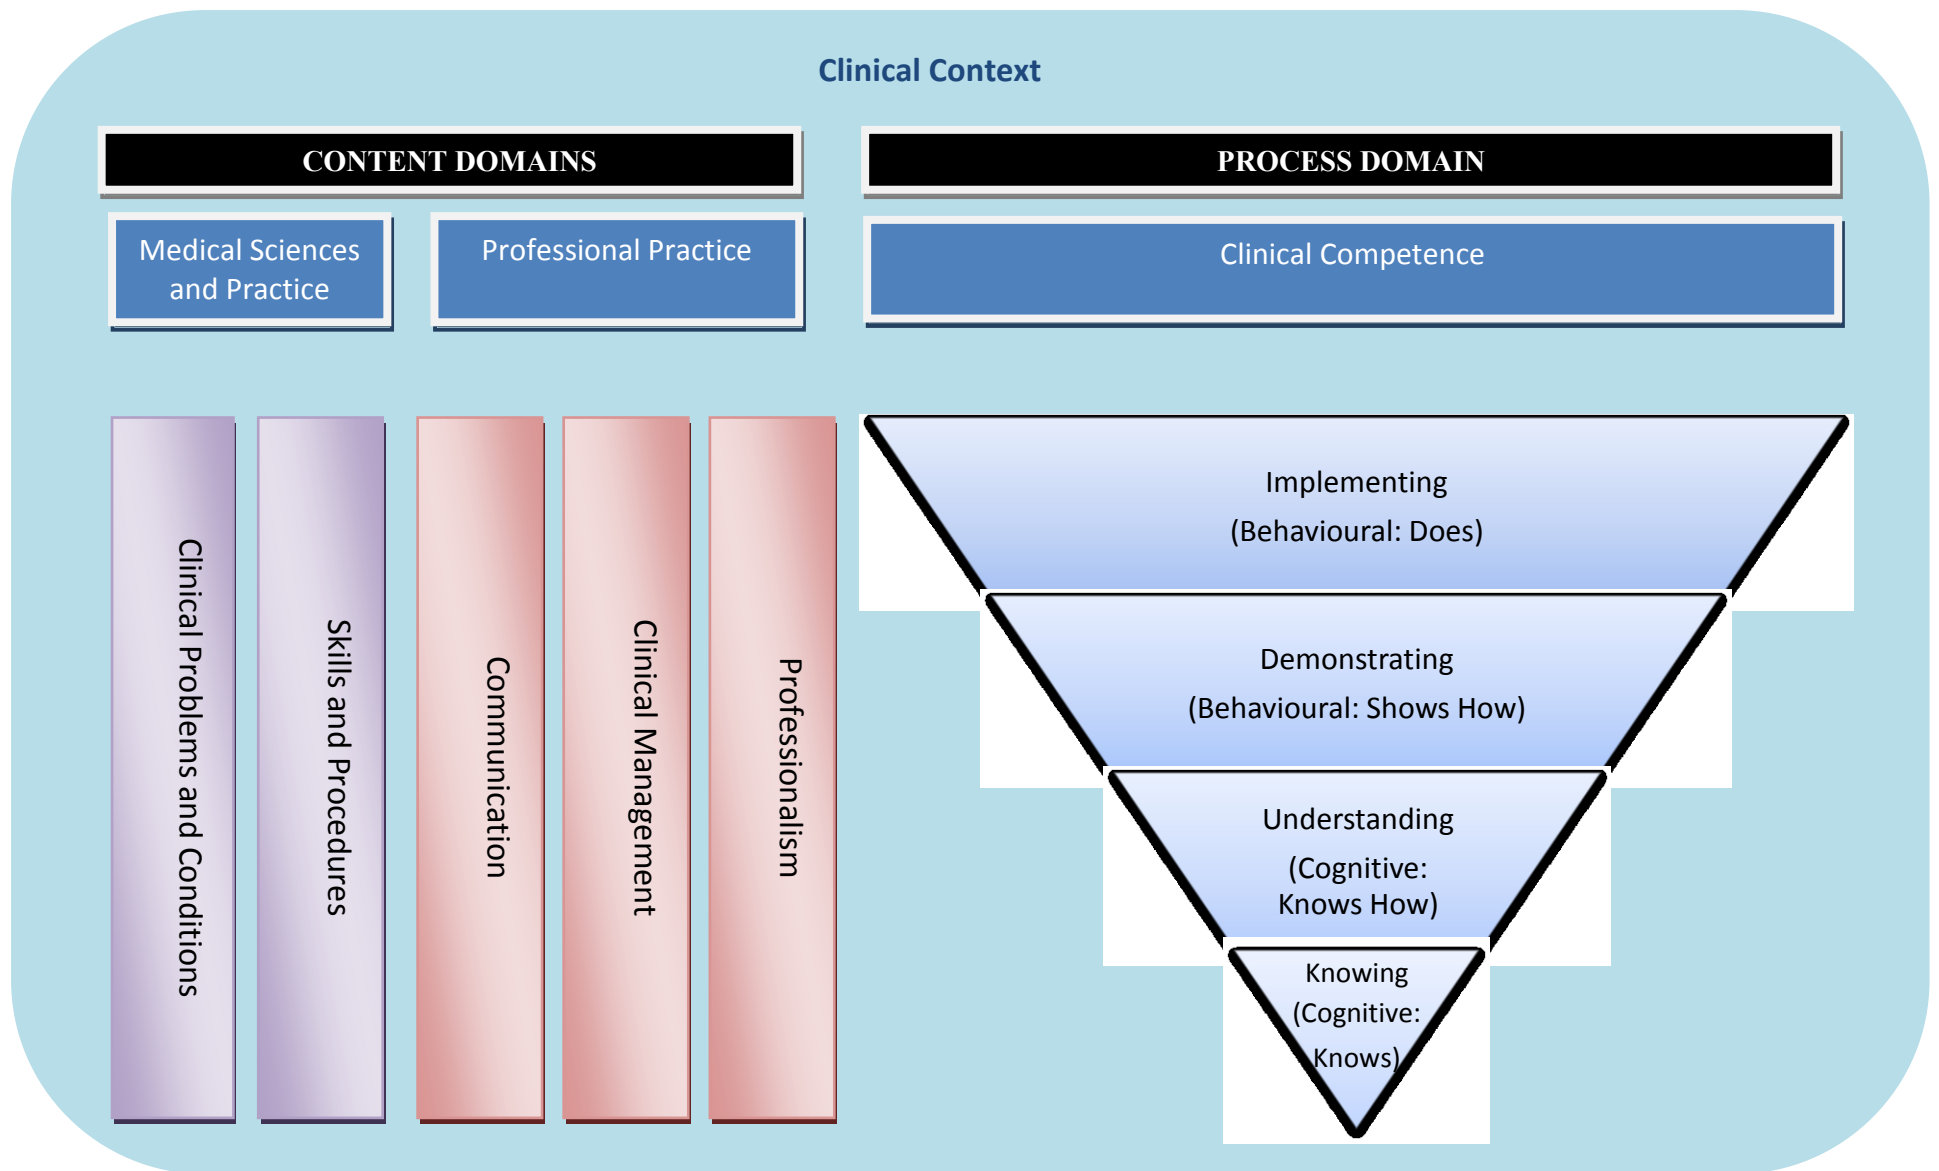 Clinical Context
CONTENT DOMAINS
PROCESS DOMAIN
Medical Sciences
and Practice
Professional Practice
Clinical Competence
Clinical Problems and Conditions
Skills and Procedures
Communication
Clinical Management
Professionalism
Implementing
(Behavioural: Does)
Demonstrating
(Behavioural: Shows How)
Understanding
(Cognitive:
Knows How)
Knowing
(Cognitive:
Knows)